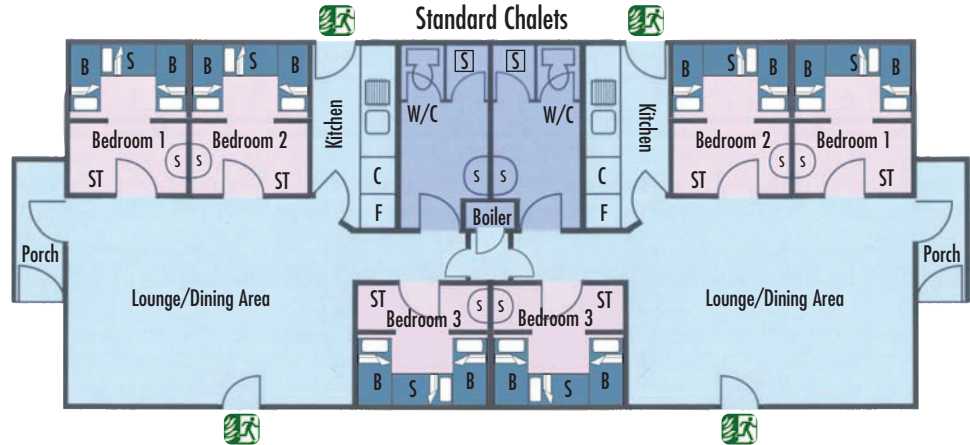 Standard Chalets
B S B B S B
S S
B S B B S B
W/C W/C
Kitchen Kitchen
Bedroom 1 Bedroom 2
Bedroom 2 Bedroom 1
S S
S S
ST ST
ST ST
C C
S S
F F
Boiler
Porch Porch
Lounge/Dining Area Lounge/Dining Area
ST S S ST
Bedroom 3 Bedroom 3
B S B B S B